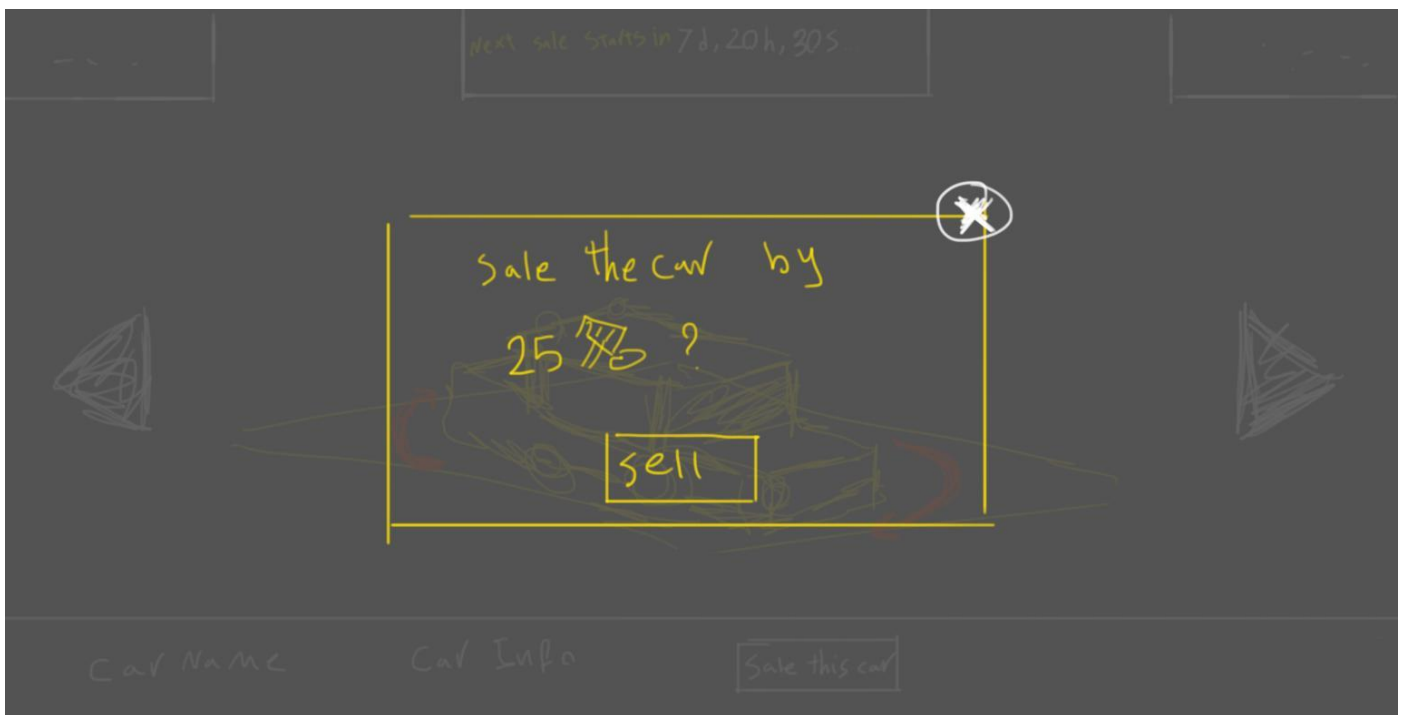 Next sale starts in 7d, 20h, 30s
Sale the car by
25 ?
sell
Car Name
Car Info
Sale this car